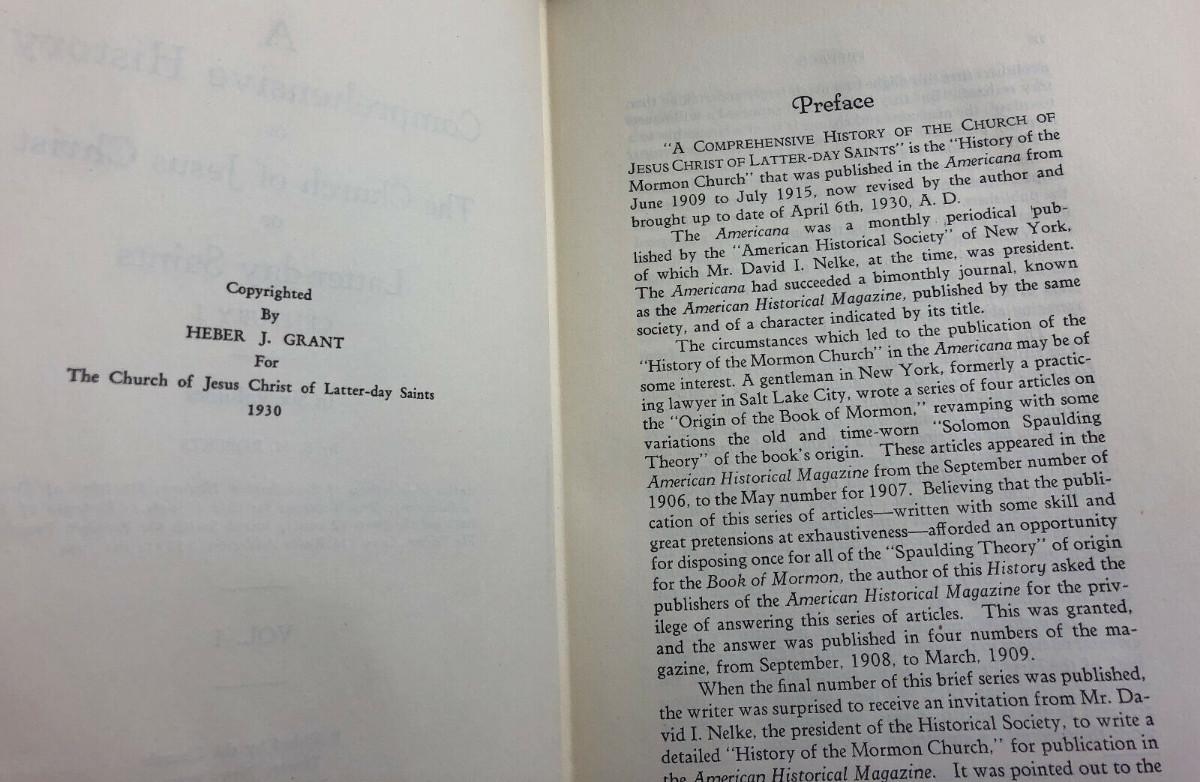 Copyrighted
By
HEBER J. GRANT
For
The Church of Jesus Christ of Latter-day Saints
1930
Preface
"A COMPREHENSIVE HISTORY OF THE CHURCH OF
JESUS CHRIST OF LATTER-DAY SAINTS" is the "History of the
Mormon Church" that was published in the Americana from
June 1909 to July 1915, now revised by the author and
brought up to date of April 6th, 1930, A. D.
The Americana was a monthly periodical pub-
lished by the "American Historical Society" of New York,
of which Mr. David I. Nelke, at the time, was president.
The Americana had succeeded a bimonthly journal, known
as the American Historical Magazine, published by the same
society, and of a character indicated by its title.
The circumstances which led to the publication of the
"History of the Mormon Church" in the Americana may be of
some interest. A gentleman in New York, formerly a practic-
ing lawyer in Salt Lake City, wrote a series of four articles on
the "Origin of the Book of Mormon," revamping with some
variations the old and time-worn "Solomon Spaulding
Theory" of the book's origin. These articles appeared in the
American Historical Magazine from the September number of
1906, to the May number for 1907. Believing that the publi-
cation of this series of articles—written with some skill and
great pretensions at exhaustiveness—afforded an opportunity
for disposing once for all of the "Spaulding Theory" of origin
for the Book of Mormon, the author of this History asked the
publishers of the American Historical Magazine for the priv-
ilege of answering this series of articles. This was granted,
and the answer was published in four numbers of the ma-
gazine, from September, 1908, to March, 1909.
When the final number of this brief series was published,
the writer was surprised to receive an invitation from Mr. Da-
vid I. Nelke, the president of the Historical Society, to write a
detailed "History of the Mormon Church," for publication in
the American Historical Magazine. It was pointed out to the